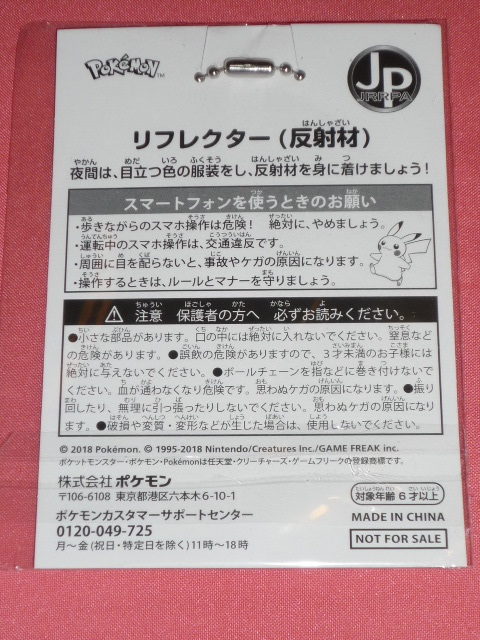 POKéMON™
JP
JRRPA
リフレクター(反射材)
夜間は、目立つ色の服装をし、反射材を身に着けましょう!
スマートフォンを使うときのお願い
・歩きながらのスマホ操作は危険! 絶対に、やめましょう。
・運転中のスマホ操作は、交通違反です。
・周囲に目を配らないと、事故やケガの原因になります。
・操作するときは、ルールとマナーを守りましょう。
⚠ 注意 保護者の方へ 必ずお読みください。
●小さな部品があります。口の中には絶対に入れないでください。窒息など
の危険があります。●誤飲の危険がありますので、3才未満のお子様には
絶対に与えないでください。●ボールチェーンを指などに巻き付けないで
ください。血が通わなくなり危険です。思わぬケガの原因になります。●振り
回したり、無理に引っ張ったりしないでください。思わぬケガの原因になりま
す。●破損や変質・変形などが生じた場合は、使用しないでください。
© 2018 Pokémon. © 1995-2018 Nintendo/Creatures Inc./GAME FREAK inc.
ポケットモンスター・ポケモン・Pokémonは任天堂・クリーチャーズ・ゲームフリークの登録商標です。
株式会社 ポケモン
〒106-6108 東京都港区六本木6-10-1
ポケモンカスタマーサポートセンター
0120-049-725
月~金(祝日・特定日を除く)11時~18時
対象年齢6才以上
MADE IN CHINA
NOT FOR SALE